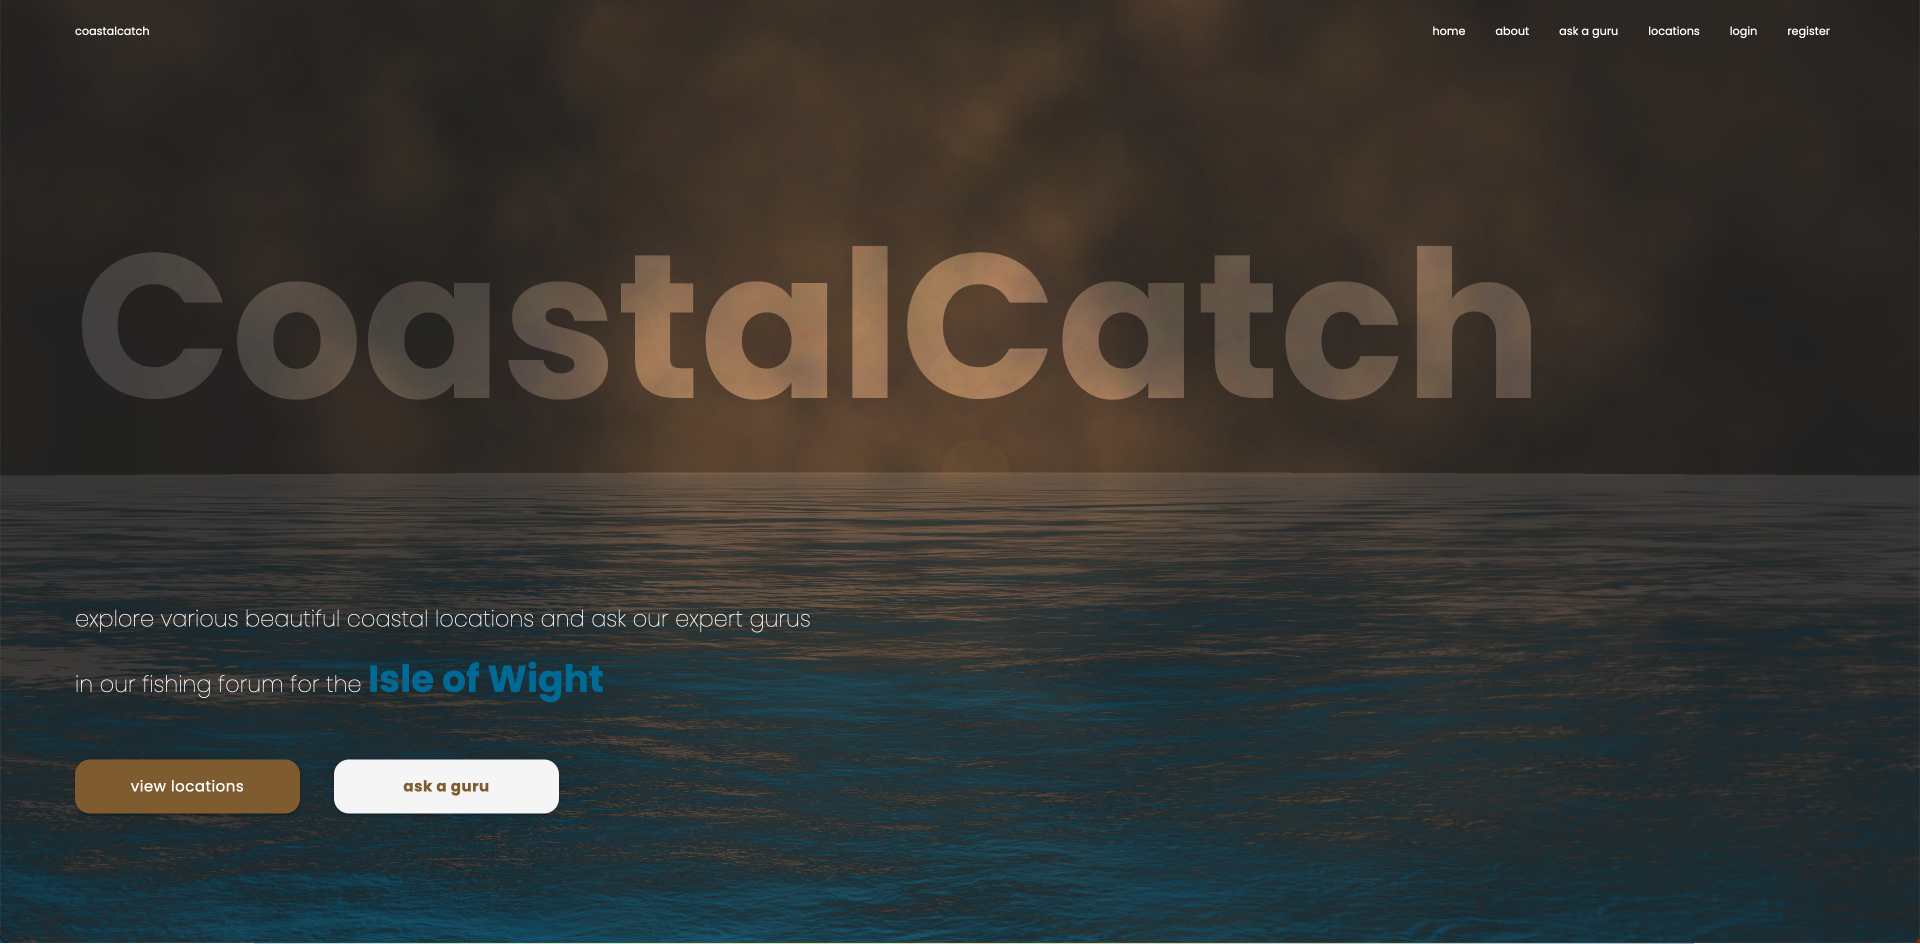 coastalcatch
home about ask a guru locations login register
CoastalCatch
explore various beautiful coastal locations and ask our expert gurus
in our fishing forum for the Isle of Wight
view locations ask a guru